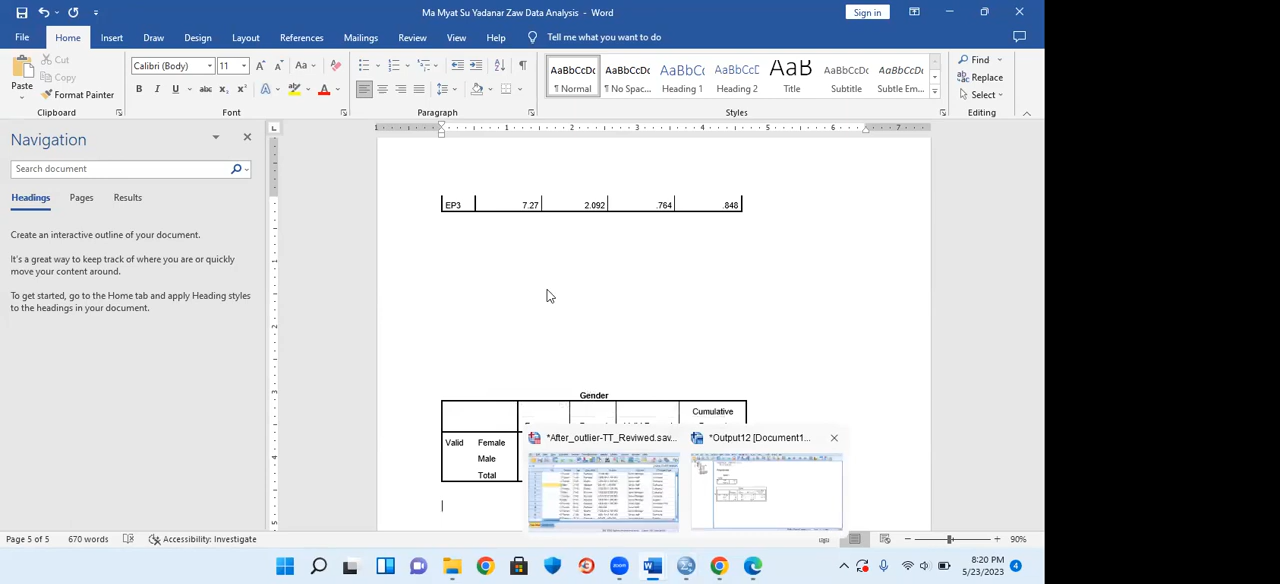 Ma Myat Su Yadanar Zaw Data Analysis - Word
Sign in
File Home Insert Draw Design Layout References Mailings Review View Help Tell me what you want to do
Paste
Cut
Copy
Format Painter
Clipboard
Calibri (Body) 11
Font
Paragraph
AaBbCcDc AaBbCcDc AaBbCc AaBbCcD AaB AaBbCcD AaBbCcDc
¶ Normal ¶ No Spac... Heading 1 Heading 2 Title Subtitle Subtle Em...
Styles
Find
Replace
Select
Editing
Navigation
Search document
Headings Pages Results
Create an interactive outline of your document.
It's a great way to keep track of where you are or quickly
move your content around.
To get started, go to the Home tab and apply Heading styles
to the headings in your document.
EP3 7.27 2.092 .764 .848
Gender
Cumulative
Valid Female
Male
Total
*After_outlier-TT_Reviwed.sav...
*Output12 [Document1...
Page 5 of 5 670 words Accessibility: Investigate 90%
zoom
8:20 PM
5/23/2023
4